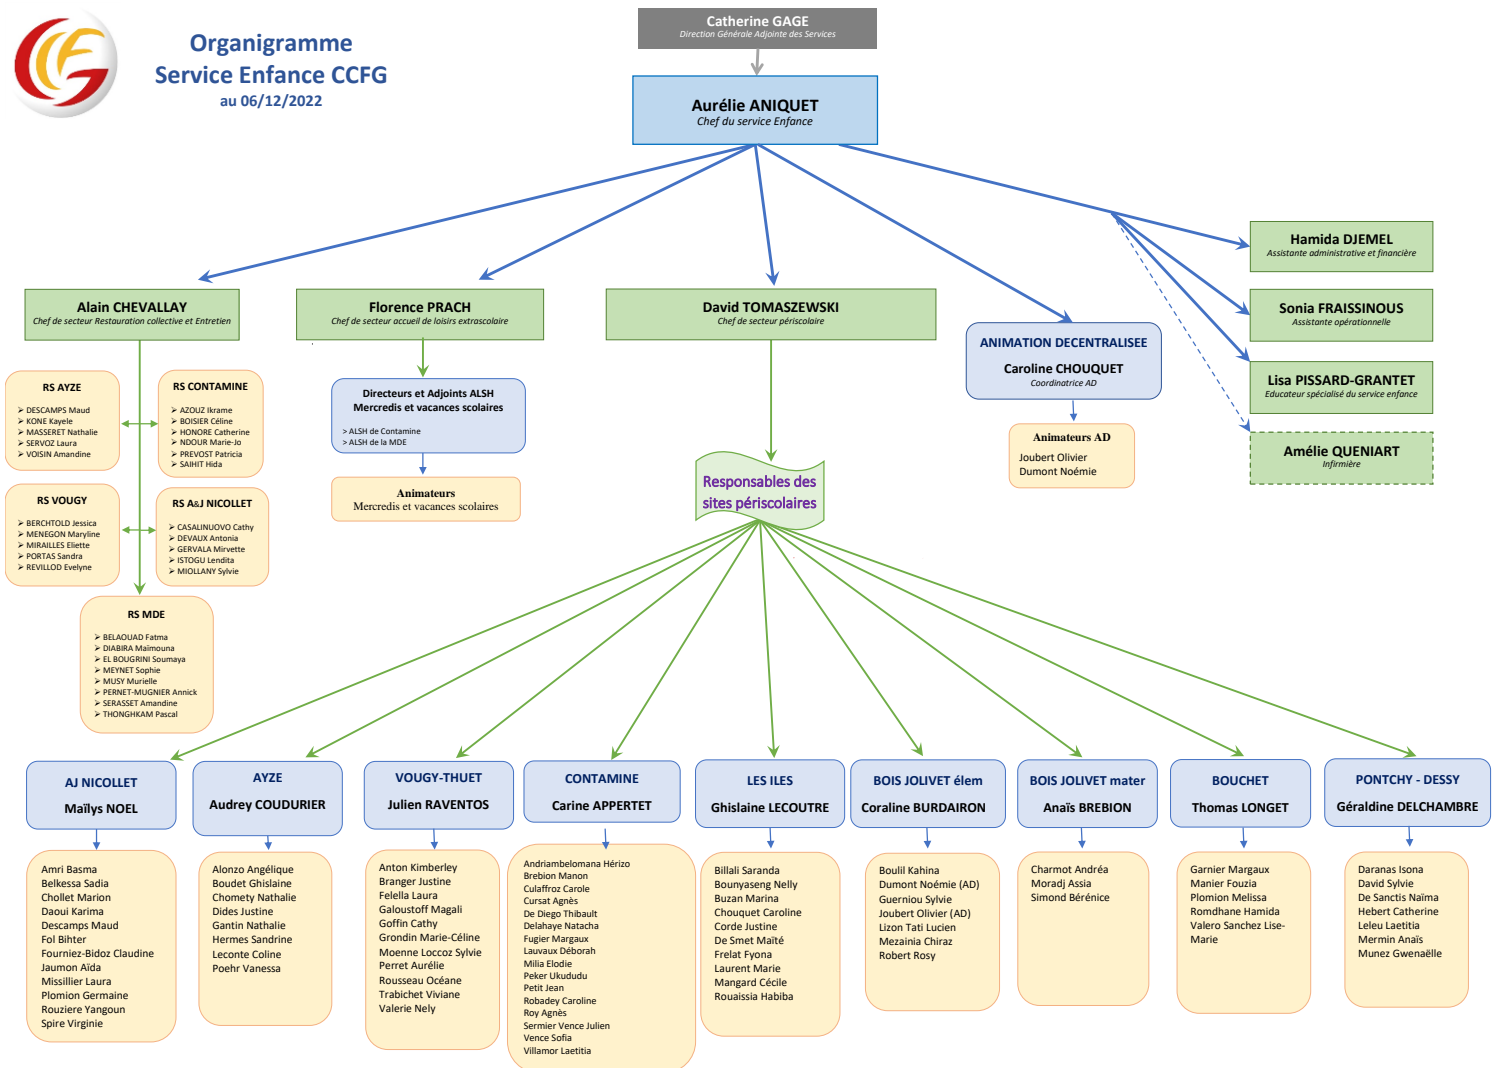 CCFG
Organigramme
Service Enfance CCFG
au 06/12/2022
Catherine GAGE
Direction Générale Adjointe des Services
Aurélie ANIQUET
Chef du service Enfance
Hamida DJEMEL
Assistante administrative et financière
Sonia FRAISSINOUS
Assistante opérationnelle
Lisa PISSARD-GRANTET
Educateur spécialisé du service enfance
Amélie QUENIART
Infirmière
Alain CHEVALLAY
Chef de secteur Restauration collective et Entretien
Florence PRACH
Chef de secteur accueil de loisirs extrascolaire
David TOMASZEWSKI
Chef de secteur périscolaire
ANIMATION DECENTRALISEE
Caroline CHOUQUET
Coordinatrice AD
Animateurs AD
Joubert Olivier
Dumont Noémie
RS AYZE
➢ DESCAMPS Maud
➢ KONE Kayele
➢ MASSERET Nathalie
➢ SERVOZ Laura
➢ VOISIN Amandine
RS CONTAMINE
➢ AZOUZ Ikrame
➢ BOISIER Céline
➢ HONORE Catherine
➢ NDOUR Marie-Jo
➢ PREVOST Patricia
➢ SAIHIT Hida
RS VOUGY
➢ BERCHTOLD Jessica
➢ MENEGON Maryline
➢ MIRAILLES Eliette
➢ PORTAS Sandra
➢ REVILLOD Evelyne
RS A&J NICOLLET
➢ CASALINUOVO Cathy
➢ DEVAUX Antonia
➢ GERVALA Mirvette
➢ ISTOGU Lendita
➢ MIOLLANY Sylvie
RS MDE
➢ BELAOUAD Fatma
➢ DIABIRA Maïmouna
➢ EL BOUGRINI Soumaya
➢ MEYNET Sophie
➢ MUSY Murielle
➢ PERNET-MUGNIER Annick
➢ SERASSET Amandine
➢ THONGHKAM Pascal
Directeurs et Adjoints ALSH
Mercredis et vacances scolaires
> ALSH de Contamine
> ALSH de la MDE
Animateurs
Mercredis et vacances scolaires
Responsables des
sites périscolaires
AJ NICOLLET
Maïlys NOEL
Amri Basma
Belkessa Sadia
Chollet Marion
Daoui Karima
Descamps Maud
Fol Bihter
Fourniez-Bidoz Claudine
Jaumon Aïda
Missillier Laura
Plomion Germaine
Rouziere Yangoun
Spire Virginie
AYZE
Audrey COUDURIER
Alonzo Angélique
Boudet Ghislaine
Chomety Nathalie
Dides Justine
Gantin Nathalie
Hermes Sandrine
Leconte Coline
Poehr Vanessa
VOUGY-THUET
Julien RAVENTOS
Anton Kimberley
Branger Justine
Felella Laura
Galoustoff Magali
Goffin Cathy
Grondin Marie-Céline
Moenne Loccoz Sylvie
Perret Aurélie
Rousseau Océane
Trabichet Viviane
Valerie Nely
CONTAMINE
Carine APPERTET
Andriambelomana Hérizo
Brebion Manon
Culaffroz Carole
Cursat Agnès
De Diego Thibault
Delahaye Natacha
Fugier Margaux
Lauvaux Déborah
Milia Elodie
Peker Ukududu
Petit Jean
Robadey Caroline
Roy Agnès
Sermier Vence Julien
Vence Sofia
Villamor Laetitia
LES ILES
Ghislaine LECOUTRE
Billali Saranda
Bounyaseng Nelly
Buzan Marina
Chouquet Caroline
Corde Justine
De Smet Maïté
Frelat Fyona
Laurent Marie
Mangard Cécile
Rouaissia Habiba
BOIS JOLIVET élem
Coraline BURDAIRON
Boulil Kahina
Dumont Noémie (AD)
Guerniou Sylvie
Joubert Olivier (AD)
Lizon Tati Lucien
Mezainia Chiraz
Robert Rosy
BOIS JOLIVET mater
Anaïs BREBION
Charmot Andréa
Moradj Assia
Simond Bérénice
BOUCHET
Thomas LONGET
Garnier Margaux
Manier Fouzia
Plomion Melissa
Romdhane Hamida
Valero Sanchez Lise-
Marie
PONTCHY - DESSY
Géraldine DELCHAMBRE
Daranas Isona
David Sylvie
De Sanctis Naïma
Hebert Catherine
Leleu Laetitia
Mermin Anaïs
Munez Gwenaëlle